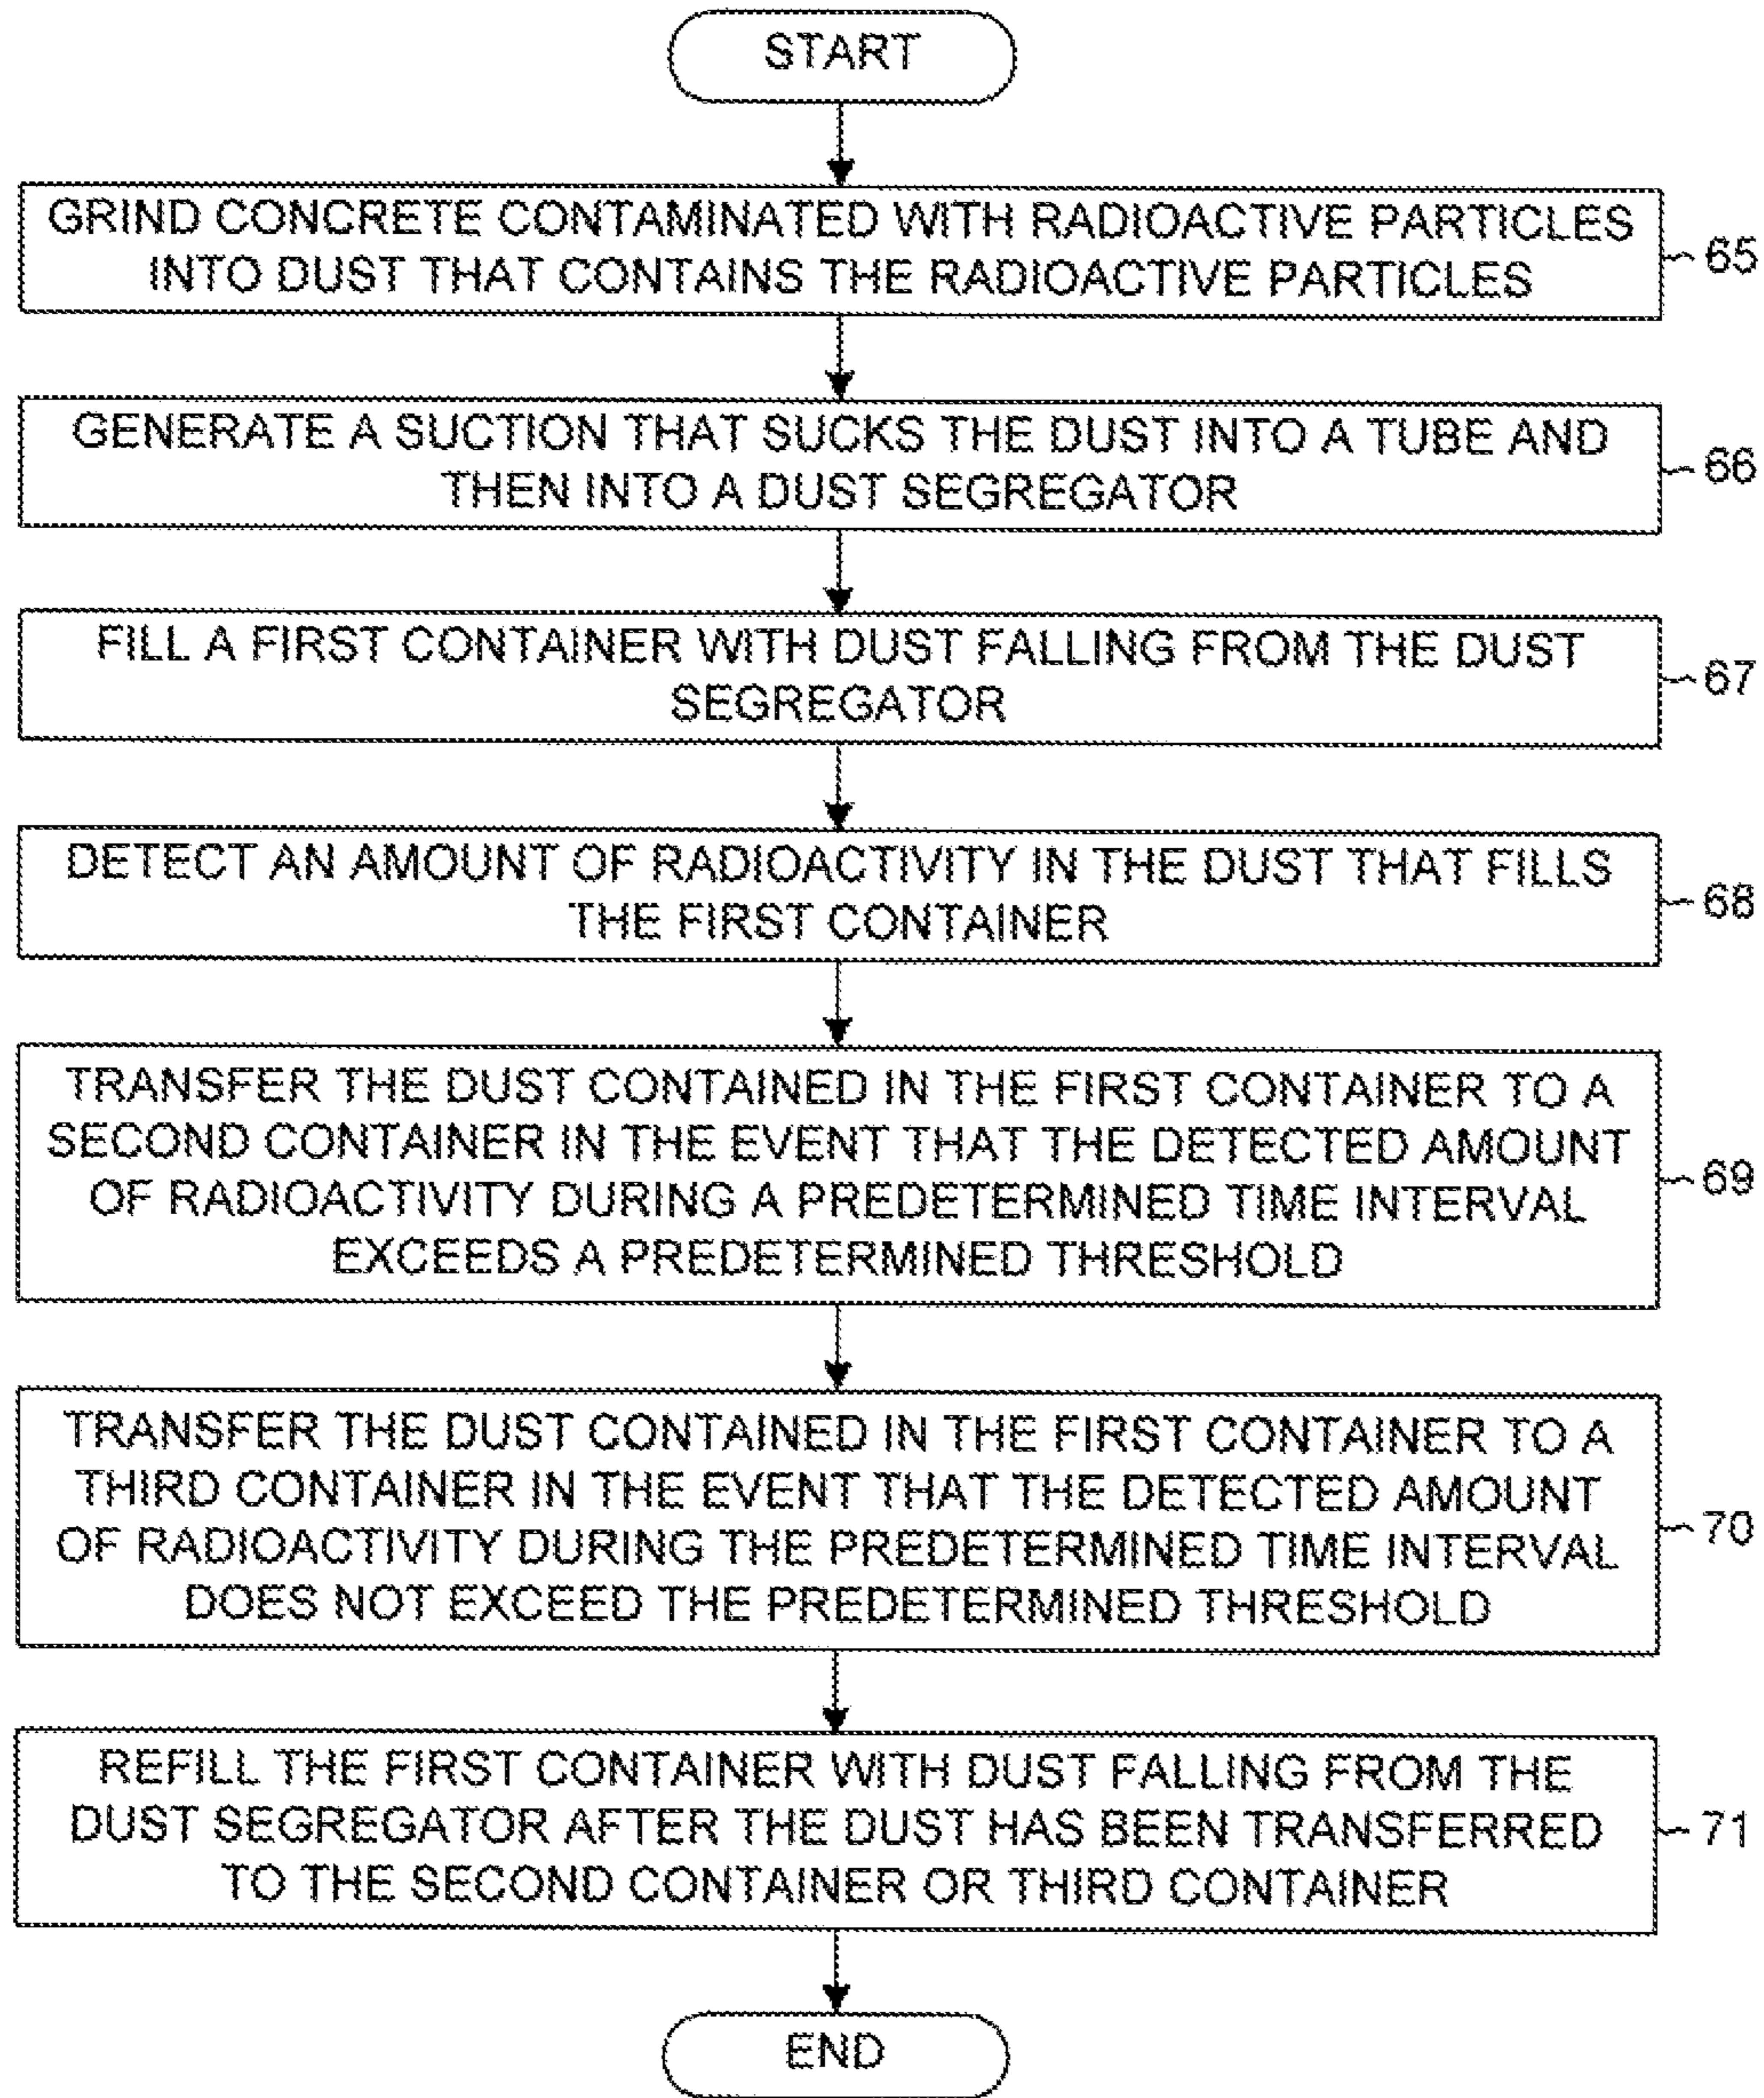 START
GRIND CONCRETE CONTAMINATED WITH RADIOACTIVE PARTICLES
INTO DUST THAT CONTAINS THE RADIOACTIVE PARTICLES
65
GENERATE A SUCTION THAT SUCKS THE DUST INTO A TUBE AND
THEN INTO A DUST SEGREGATOR
66
FILL A FIRST CONTAINER WITH DUST FALLING FROM THE DUST
SEGREGATOR
67
DETECT AN AMOUNT OF RADIOACTIVITY IN THE DUST THAT FILLS
THE FIRST CONTAINER
68
TRANSFER THE DUST CONTAINED IN THE FIRST CONTAINER TO A
SECOND CONTAINER IN THE EVENT THAT THE DETECTED AMOUNT
OF RADIOACTIVITY DURING A PREDETERMINED TIME INTERVAL
EXCEEDS A PREDETERMINED THRESHOLD
69
TRANSFER THE DUST CONTAINED IN THE FIRST CONTAINER TO A
THIRD CONTAINER IN THE EVENT THAT THE DETECTED AMOUNT
OF RADIOACTIVITY DURING THE PREDETERMINED TIME INTERVAL
DOES NOT EXCEED THE PREDETERMINED THRESHOLD
70
REFILL THE FIRST CONTAINER WITH DUST FALLING FROM THE
DUST SEGREGATOR AFTER THE DUST HAS BEEN TRANSFERRED
TO THE SECOND CONTAINER OR THIRD CONTAINER
71
END